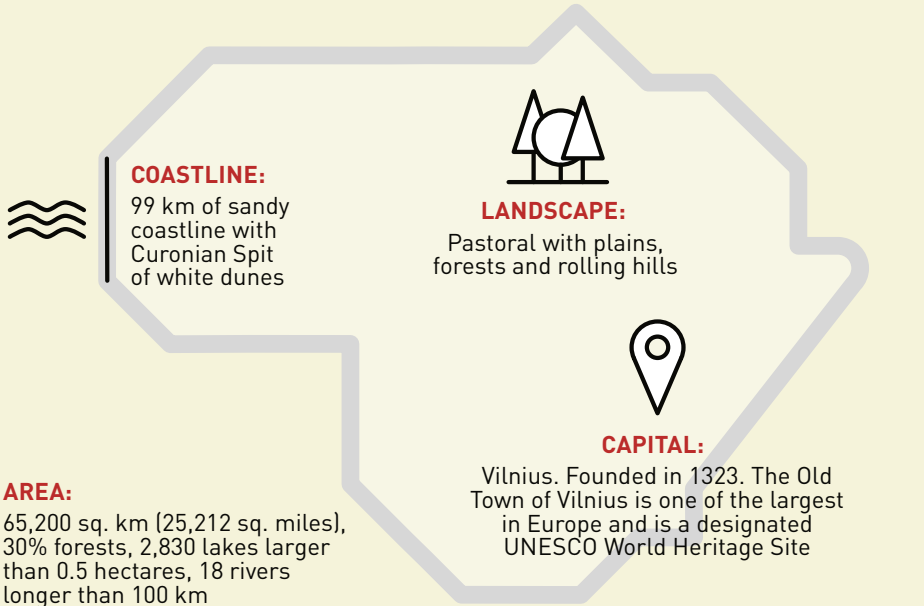 COASTLINE:
99 km of sandy
coastline with
Curonian Spit
of white dunes
LANDSCAPE:
Pastoral with plains,
forests and rolling hills
CAPITAL:
Vilnius. Founded in 1323. The Old
Town of Vilnius is one of the largest
in Europe and is a designated
UNESCO World Heritage Site
AREA:
65,200 sq. km (25,212 sq. miles),
30% forests, 2,830 lakes larger
than 0.5 hectares, 18 rivers
longer than 100 km